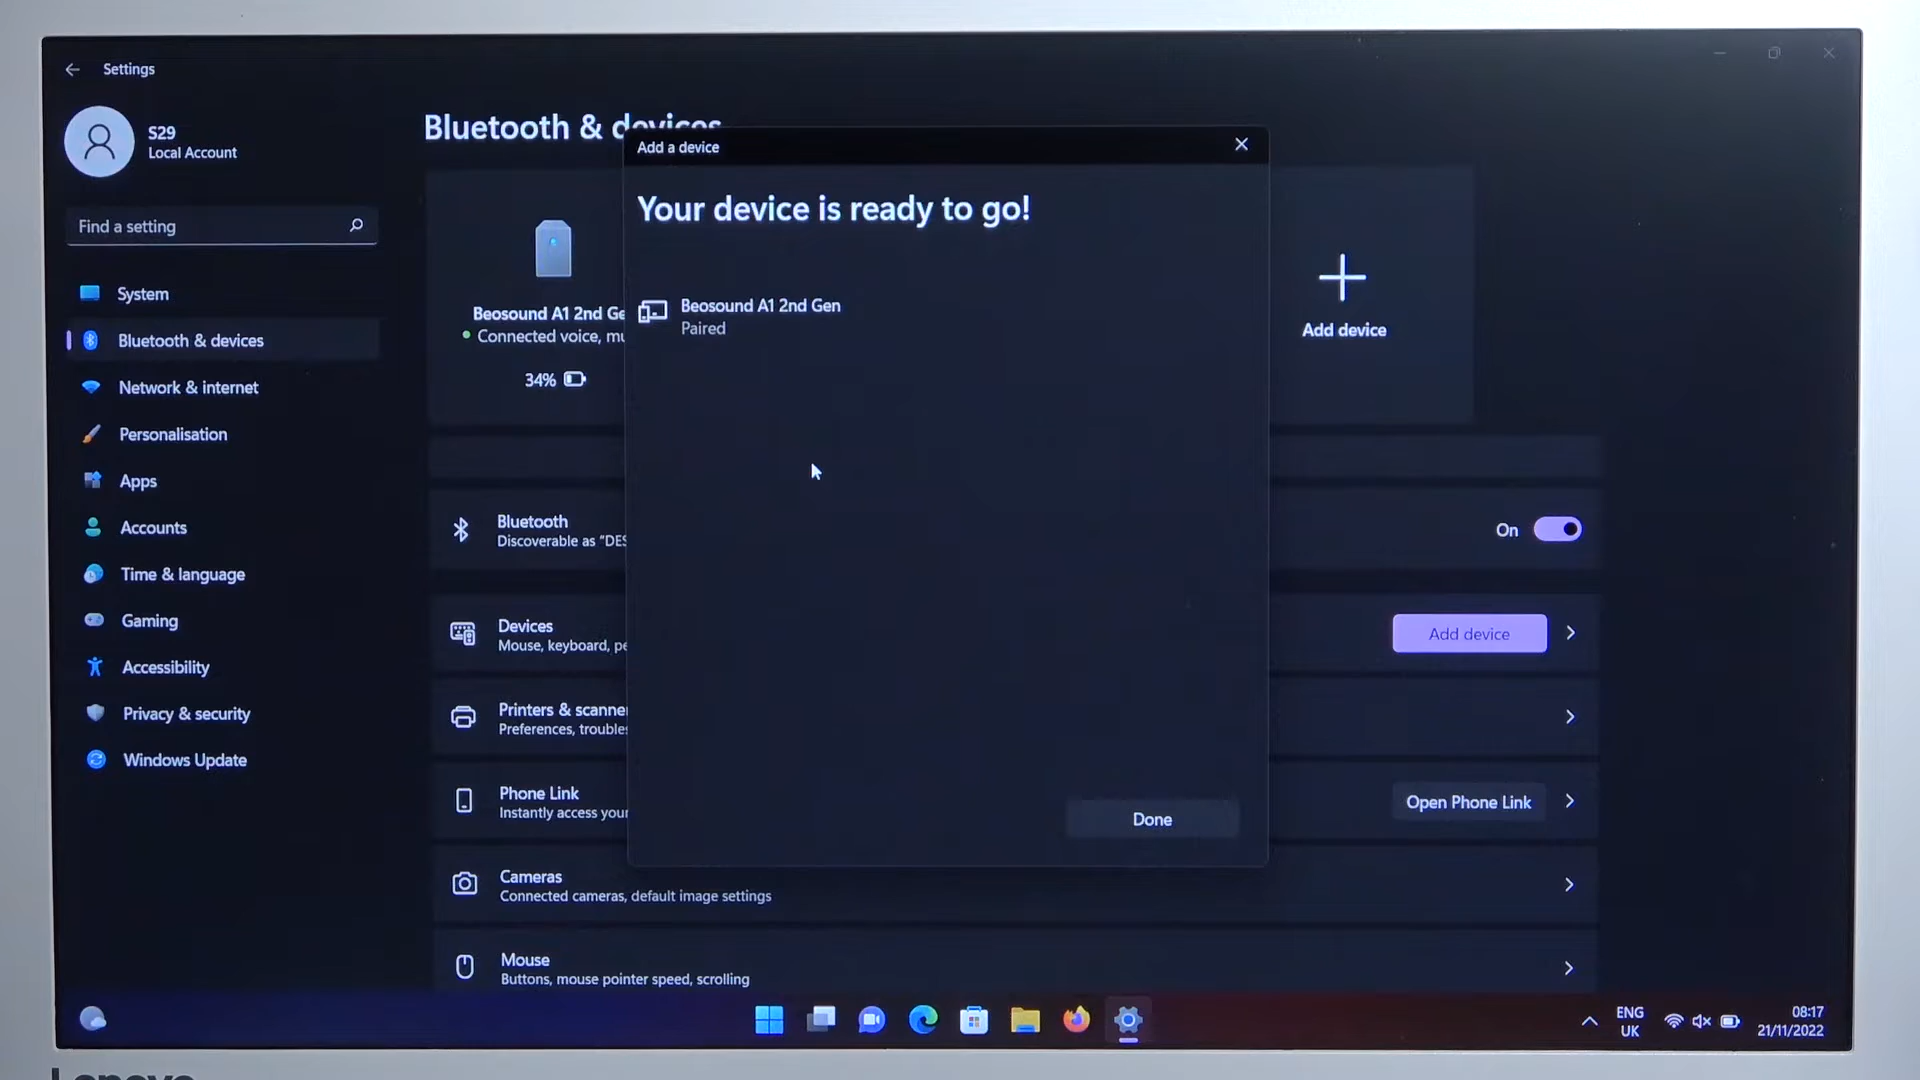 Settings
S29
Local Account
Find a setting
System
Bluetooth & devices
Network & internet
Personalisation
Apps
Accounts
Time & language
Gaming
Accessibility
Privacy & security
Windows Update
Bluetooth & devices
Beosound A1 2nd Ge
Connected voice, mu
34%
Add a device
Your device is ready to go!
Beosound A1 2nd Gen
Paired
Done
Add device
Bluetooth
Discoverable as "DES
On
Devices
Mouse, keyboard, pe
Add device
Printers & scanner
Preferences, troubles
Phone Link
Instantly access your
Open Phone Link
Cameras
Connected cameras, default image settings
Mouse
Buttons, mouse pointer speed, scrolling
ENG
UK
08:17
21/11/2022
Lenovo